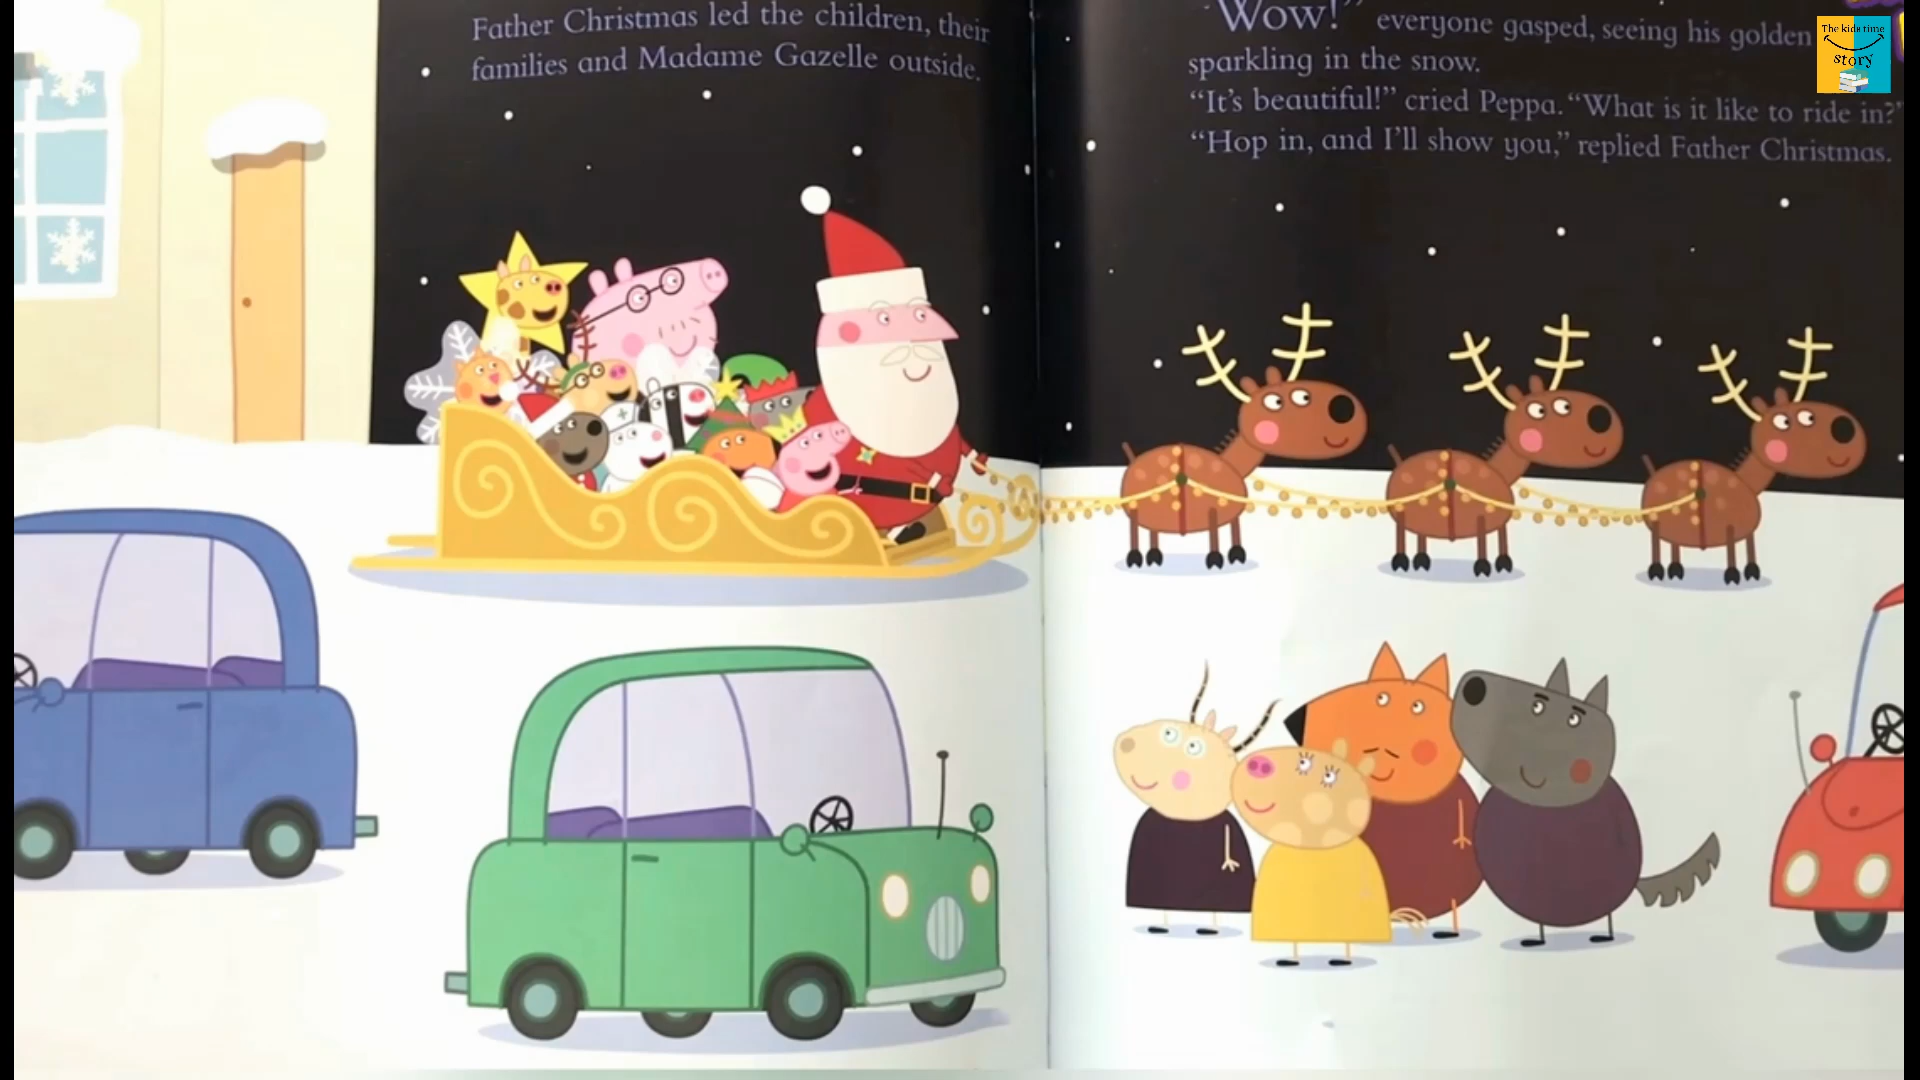 Father Christmas led the children, their
families and Madame Gazelle outside.
"Wow!" everyone gasped, seeing his golden
sparkling in the snow.
"It's beautiful!" cried Peppa. "What is it like to ride in?"
"Hop in, and I'll show you," replied Father Christmas.
The kids time
story